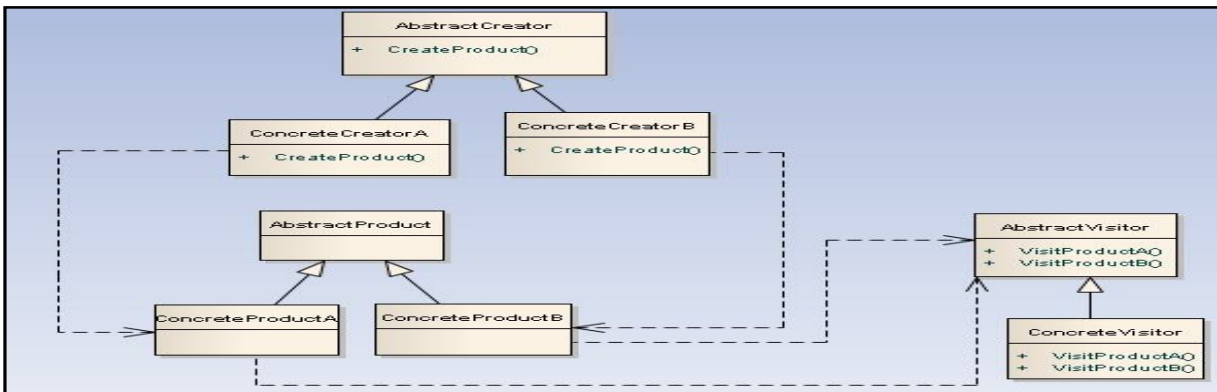 AbstractCreator
+ CreateProduct()
ConcreteCreatorA
+ CreateProduct()
ConcreteCreatorB
+ CreateProduct()
AbstractProduct
ConcreteProductA
ConcreteProductB
AbstractVisitor
+ VisitProductA()
+ VisitProductB()
ConcreteVisitor
+ VisitProductA()
+ VisitProductB()